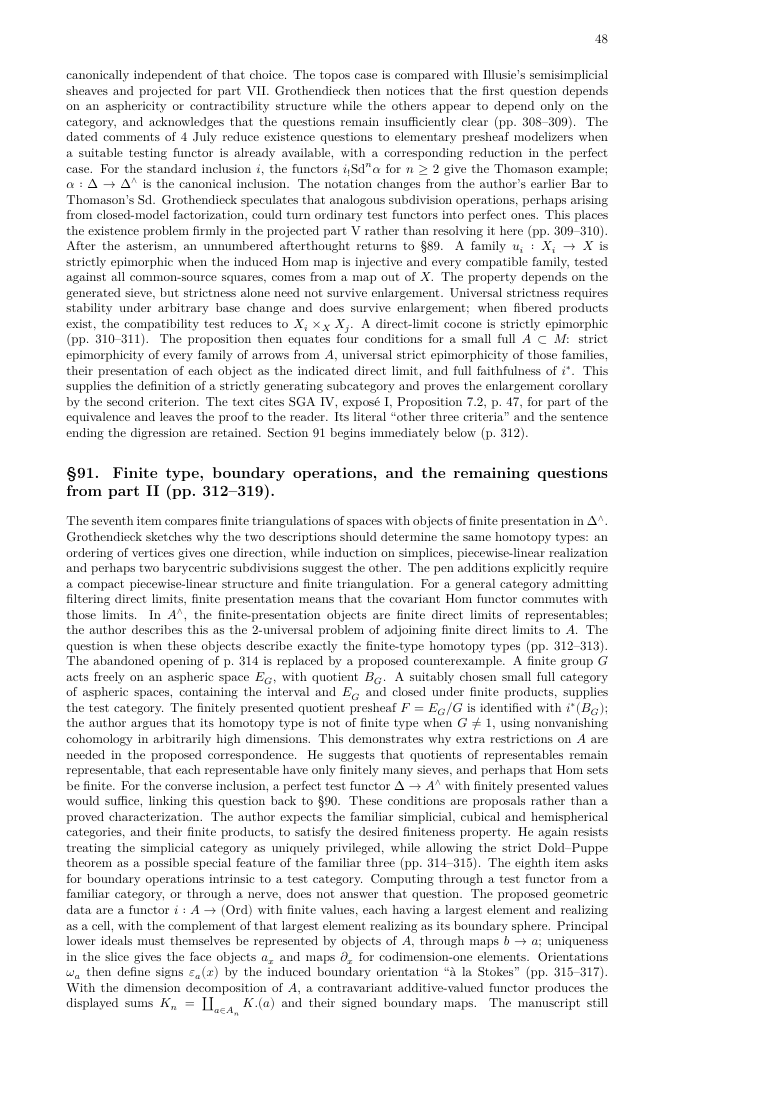 48
canonically independent of that choice. The topos case is compared with Illusie's semisimplicial
sheaves and projected for part VII. Grothendieck then notices that the first question depends
on an asphericity or contractibility structure while the others appear to depend only on the
category, and acknowledges that the questions remain insufficiently clear (pp. 308–309). The
dated comments of 4 July reduce existence questions to elementary presheaf modelizers when
a suitable testing functor is already available, with a corresponding reduction in the perfect
case. For the standard inclusion i, the functors i_!Sd^nα for n ≥ 2 give the Thomason example;
α : Δ → Δ^∧ is the canonical inclusion. The notation changes from the author's earlier Bar to
Thomason's Sd. Grothendieck speculates that analogous subdivision operations, perhaps arising
from closed-model factorization, could turn ordinary test functors into perfect ones. This places
the existence problem firmly in the projected part V rather than resolving it here (pp. 309–310).
After the asterism, an unnumbered afterthought returns to §89. A family u_i : X_i → X is
strictly epimorphic when the induced Hom map is injective and every compatible family, tested
against all common-source squares, comes from a map out of X. The property depends on the
generated sieve, but strictness alone need not survive enlargement. Universal strictness requires
stability under arbitrary base change and does survive enlargement; when fibered products
exist, the compatibility test reduces to X_i ×_X X_j. A direct-limit cocone is strictly epimorphic
(pp. 310–311). The proposition then equates four conditions for a small full A ⊂ M: strict
epimorphicity of every family of arrows from A, universal strict epimorphicity of those families,
their presentation of each object as the indicated direct limit, and full faithfulness of i*. This
supplies the definition of a strictly generating subcategory and proves the enlargement corollary
by the second criterion. The text cites SGA IV, exposé I, Proposition 7.2, p. 47, for part of the
equivalence and leaves the proof to the reader. Its literal “other three criteria” and the sentence
ending the digression are retained. Section 91 begins immediately below (p. 312).
§91. Finite type, boundary operations, and the remaining questions
from part II (pp. 312–319).
The seventh item compares finite triangulations of spaces with objects of finite presentation in Δ^∧.
Grothendieck sketches why the two descriptions should determine the same homotopy types: an
ordering of vertices gives one direction, while induction on simplices, piecewise-linear realization
and perhaps two barycentric subdivisions suggest the other. The pen additions explicitly require
a compact piecewise-linear structure and finite triangulation. For a general category admitting
filtering direct limits, finite presentation means that the covariant Hom functor commutes with
those limits. In A^∧, the finite-presentation objects are finite direct limits of representables;
the author describes this as the 2-universal problem of adjoining finite direct limits to A. The
question is when these objects describe exactly the finite-type homotopy types (pp. 312–313).
The abandoned opening of p. 314 is replaced by a proposed counterexample. A finite group G
acts freely on an aspheric space E_G, with quotient B_G. A suitably chosen small full category
of aspheric spaces, containing the interval and E_G and closed under finite products, supplies
the test category. The finitely presented quotient presheaf F = E_G/G is identified with i*(B_G);
the author argues that its homotopy type is not of finite type when G ≠ 1, using nonvanishing
cohomology in arbitrarily high dimensions. This demonstrates why extra restrictions on A are
needed in the proposed correspondence. He suggests that quotients of representables remain
representable, that each representable have only finitely many sieves, and perhaps that Hom sets
be finite. For the converse inclusion, a perfect test functor Δ → A^∧ with finitely presented values
would suffice, linking this question back to §90. These conditions are proposals rather than a
proved characterization. The author expects the familiar simplicial, cubical and hemispherical
categories, and their finite products, to satisfy the desired finiteness property. He again resists
treating the simplicial category as uniquely privileged, while allowing the strict Dold–Puppe
theorem as a possible special feature of the familiar three (pp. 314–315). The eighth item asks
for boundary operations intrinsic to a test category. Computing through a test functor from a
familiar category, or through a nerve, does not answer that question. The proposed geometric
data are a functor i : A → (Ord) with finite values, each having a largest element and realizing
as a cell, with the complement of that largest element realizing as its boundary sphere. Principal
lower ideals must themselves be represented by objects of A, through maps b → a; uniqueness
in the slice gives the face objects a_x and maps ∂_x for codimension-one elements. Orientations
ω_a then define signs ε_a(x) by the induced boundary orientation “à la Stokes” (pp. 315–317).
With the dimension decomposition of A, a contravariant additive-valued functor produces the
displayed sums K_n = ∐_{a∈A_n} K.(a) and their signed boundary maps. The manuscript still